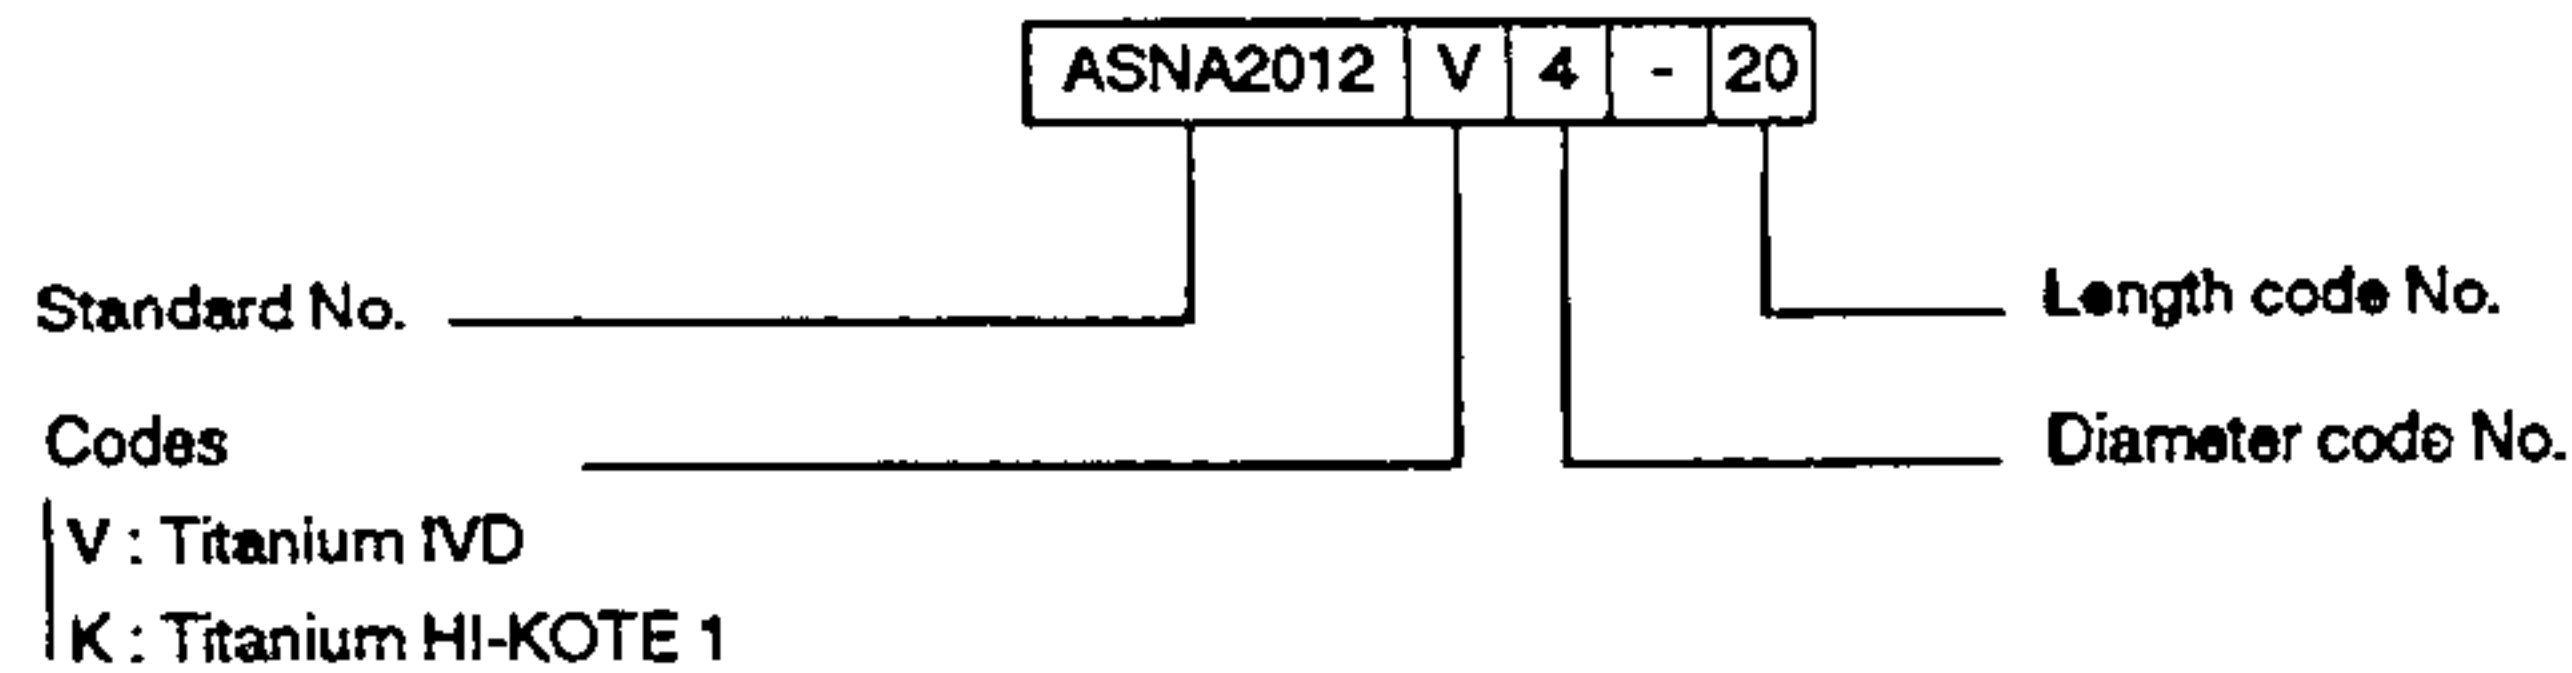 ASNA2012 V 4 - 20
Standard No.
Length code No.
Codes
Diameter code No.
V : Titanium IVD
K : Titanium HI-KOTE 1